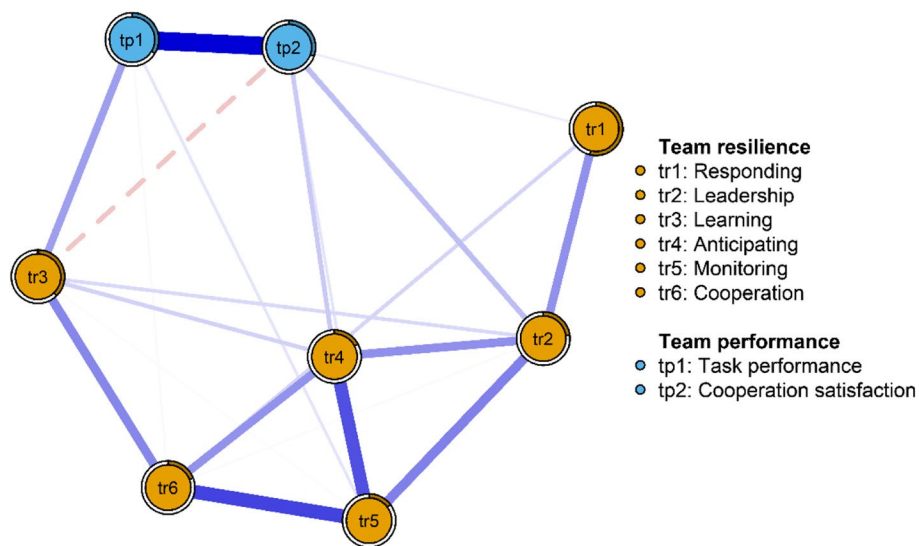 tp1
tp2
tr1
tr3
tr4
tr2
tr6
tr5
Team resilience
tr1: Responding
tr2: Leadership
tr3: Learning
tr4: Anticipating
tr5: Monitoring
tr6: Cooperation
Team performance
tp1: Task performance
tp2: Cooperation satisfaction